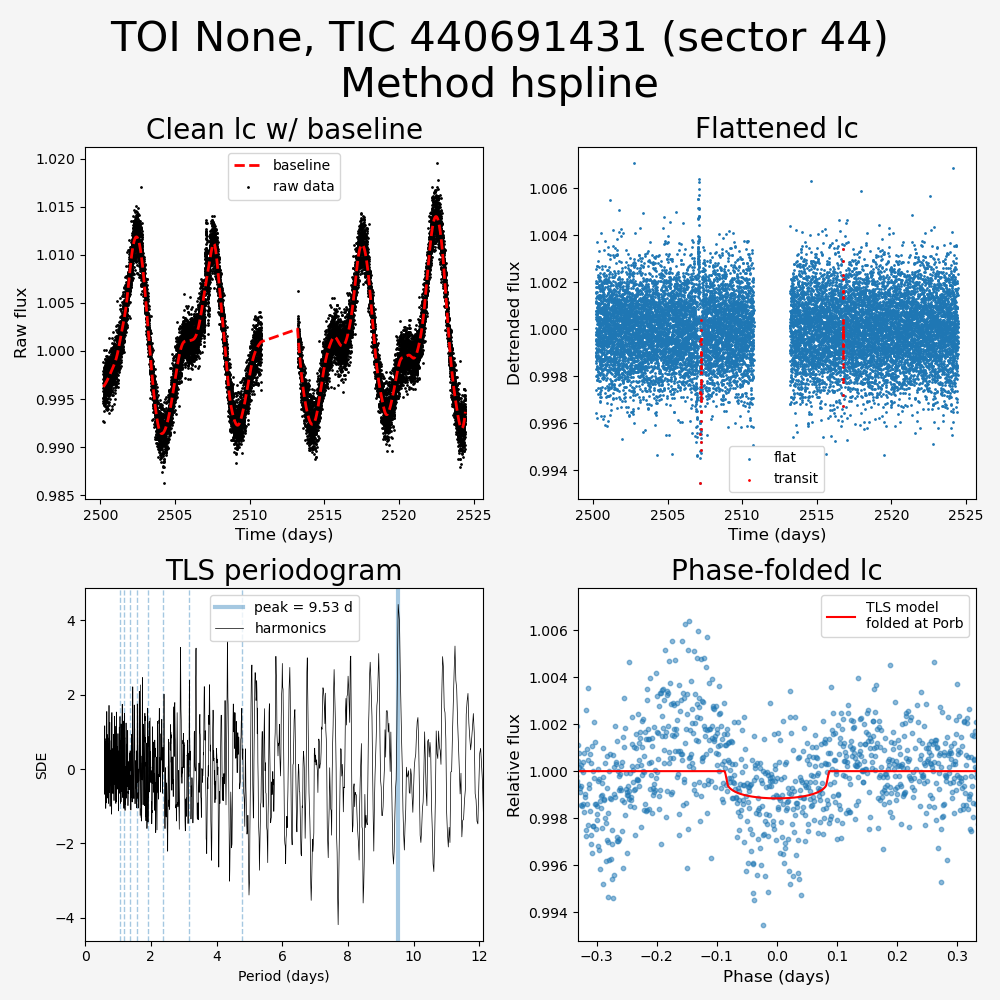 TOI None, TIC 440691431 (sector 44)
Method hspline
Clean lc w/ baseline
baseline
raw data
1.020
1.015
1.010
1.005
1.000
0.995
0.990
0.985
Raw flux
2500
2505
2510
2515
2520
2525
Time (days)
Flattened lc
1.006
1.004
1.002
1.000
0.998
0.996
0.994
Detrended flux
flat
transit
2500
2505
2510
2515
2520
2525
Time (days)
TLS periodogram
peak = 9.53 d
harmonics
4
2
0
−2
−4
SDE
0
2
4
6
8
10
12
Period (days)
Phase-folded lc
TLS model
folded at Porb
1.006
1.004
1.002
1.000
0.998
0.996
0.994
Relative flux
−0.3
−0.2
−0.1
0.0
0.1
0.2
0.3
Phase (days)